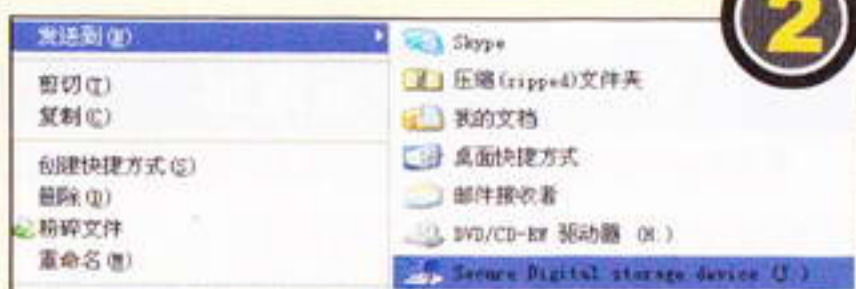 2
发送到(N)
剪切(T)
复制(C)
创建快捷方式(S)
删除(D)
粉碎文件
重命名(M)
Skype
压缩(zipped)文件夹
我的文档
桌面快捷方式
邮件接收者
DVD/CD-RW 驱动器 (H:)
Secure Digital storage device (J:)